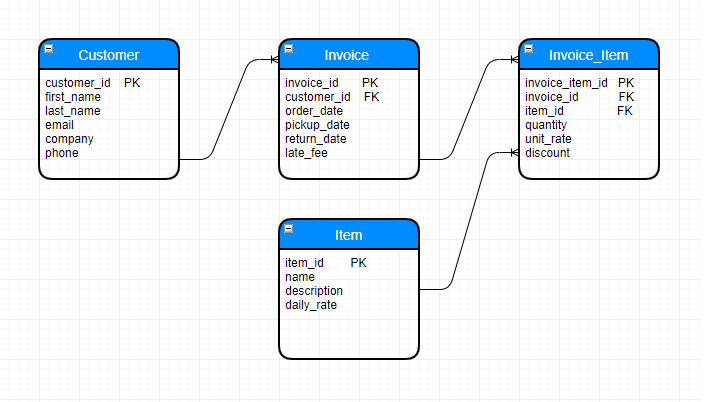 Customer
customer_id PK
first_name
last_name
email
company
phone
Invoice
invoice_id PK
customer_id FK
order_date
pickup_date
return_date
late_fee
Invoice_Item
invoice_item_id PK
invoice_id FK
item_id FK
quantity
unit_rate
discount
Item
item_id PK
name
description
daily_rate